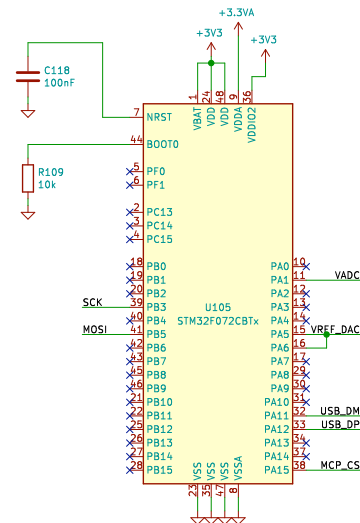 +3.3VA
+3V3
+3V3
C118
100nF
1
24
48
9
36
VBAT
VDD
VDD
VDDA
VDDIO2
7
NRST
44
BOOT0
R109
10k
5
PF0
6
PF1
2
PC13
3
PC14
4
PC15
18
PB0
PA0
10
19
PB1
PA1
11
VADC
20
PB2
PA2
12
SCK
39
PB3
PA3
13
40
PB4
PA4
14
U105
STM32F072CBTx
MOSI
41
PB5
PA5
15
VREF_DAC
42
PB6
PA6
16
43
PB7
PA7
17
45
PB8
PA8
29
46
PB9
PA9
30
21
PB10
PA10
31
22
PB11
PA11
32
USB_DM
25
PB12
PA12
33
USB_DP
26
PB13
PA13
34
27
PB14
PA14
37
28
PB15
PA15
38
MCP_CS
VSS
VSS
VSS
VSSA
23
35
47
8